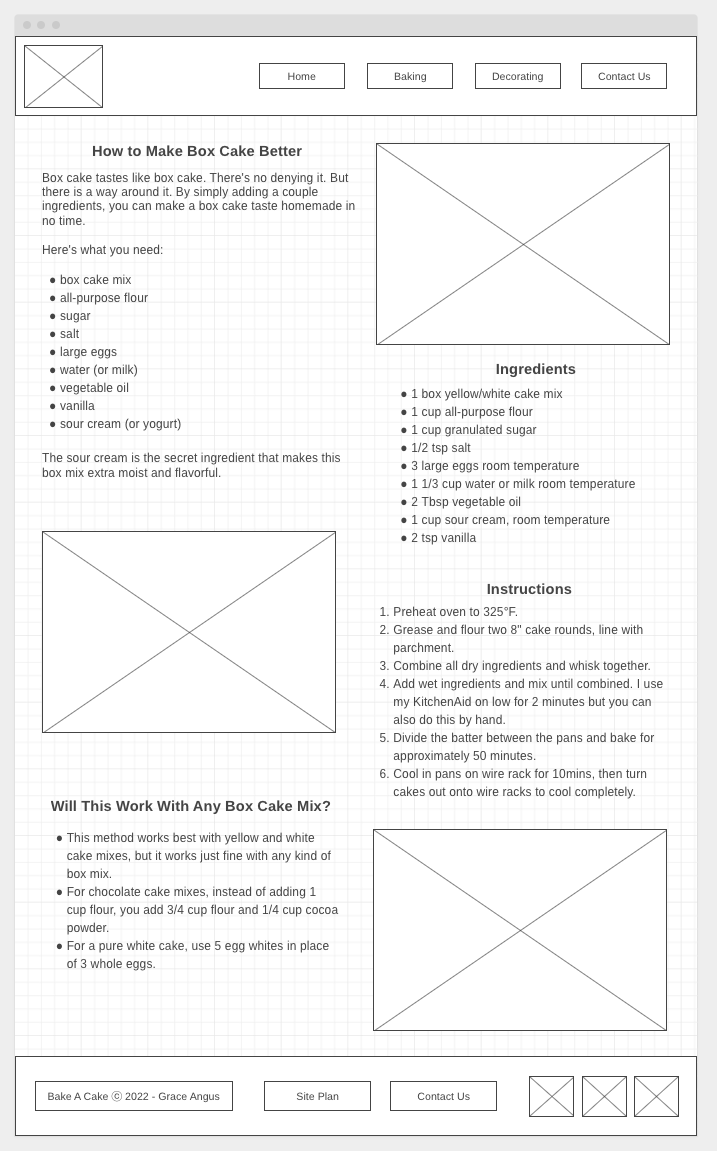 Home
Baking
Decorating
Contact Us
How to Make Box Cake Better
Box cake tastes like box cake. There's no denying it. But
there is a way around it. By simply adding a couple
ingredients, you can make a box cake taste homemade in
no time.
Here's what you need:
● box cake mix
● all-purpose flour
● sugar
● salt
● large eggs
● water (or milk)
● vegetable oil
● vanilla
● sour cream (or yogurt)
The sour cream is the secret ingredient that makes this
box mix extra moist and flavorful.
Will This Work With Any Box Cake Mix?
● This method works best with yellow and white
cake mixes, but it works just fine with any kind of
box mix.
● For chocolate cake mixes, instead of adding 1
cup flour, you add 3/4 cup flour and 1/4 cup cocoa
powder.
● For a pure white cake, use 5 egg whites in place
of 3 whole eggs.
Ingredients
● 1 box yellow/white cake mix
● 1 cup all-purpose flour
● 1 cup granulated sugar
● 1/2 tsp salt
● 3 large eggs room temperature
● 1 1/3 cup water or milk room temperature
● 2 Tbsp vegetable oil
● 1 cup sour cream, room temperature
● 2 tsp vanilla
Instructions
1. Preheat oven to 325°F.
2. Grease and flour two 8" cake rounds, line with
parchment.
3. Combine all dry ingredients and whisk together.
4. Add wet ingredients and mix until combined. I use
my KitchenAid on low for 2 minutes but you can
also do this by hand.
5. Divide the batter between the pans and bake for
approximately 50 minutes.
6. Cool in pans on wire rack for 10mins, then turn
cakes out onto wire racks to cool completely.
Bake A Cake ⓒ 2022 - Grace Angus
Site Plan
Contact Us